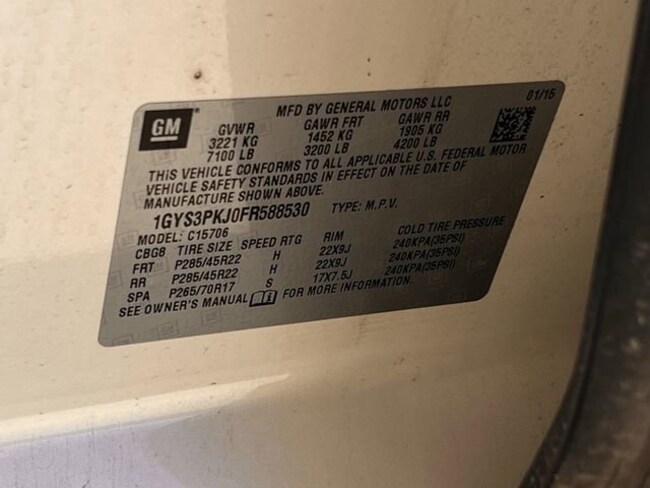 GM
MFD BY GENERAL MOTORS LLC 01/15
GVWR GAWR FRT GAWR RR
3221 KG 1452 KG 1905 KG
7100 LB 3200 LB 4200 LB
THIS VEHICLE CONFORMS TO ALL APPLICABLE U.S. FEDERAL MOTOR
VEHICLE SAFETY STANDARDS IN EFFECT ON THE DATE OF
MANUFACTURE SHOWN ABOVE.
1GYS3PKJ0FR588530 TYPE: M.P.V.
MODEL: C15706
CBG8 TIRE SIZE SPEED RTG RIM COLD TIRE PRESSURE
FRT P285/45R22 H 22X9J 240KPA(35PSI)
RR P285/45R22 H 22X9J 240KPA(35PSI)
SPA P265/70R17 S 17X7.5J 240KPA(35PSI)
SEE OWNER'S MANUAL FOR MORE INFORMATION.